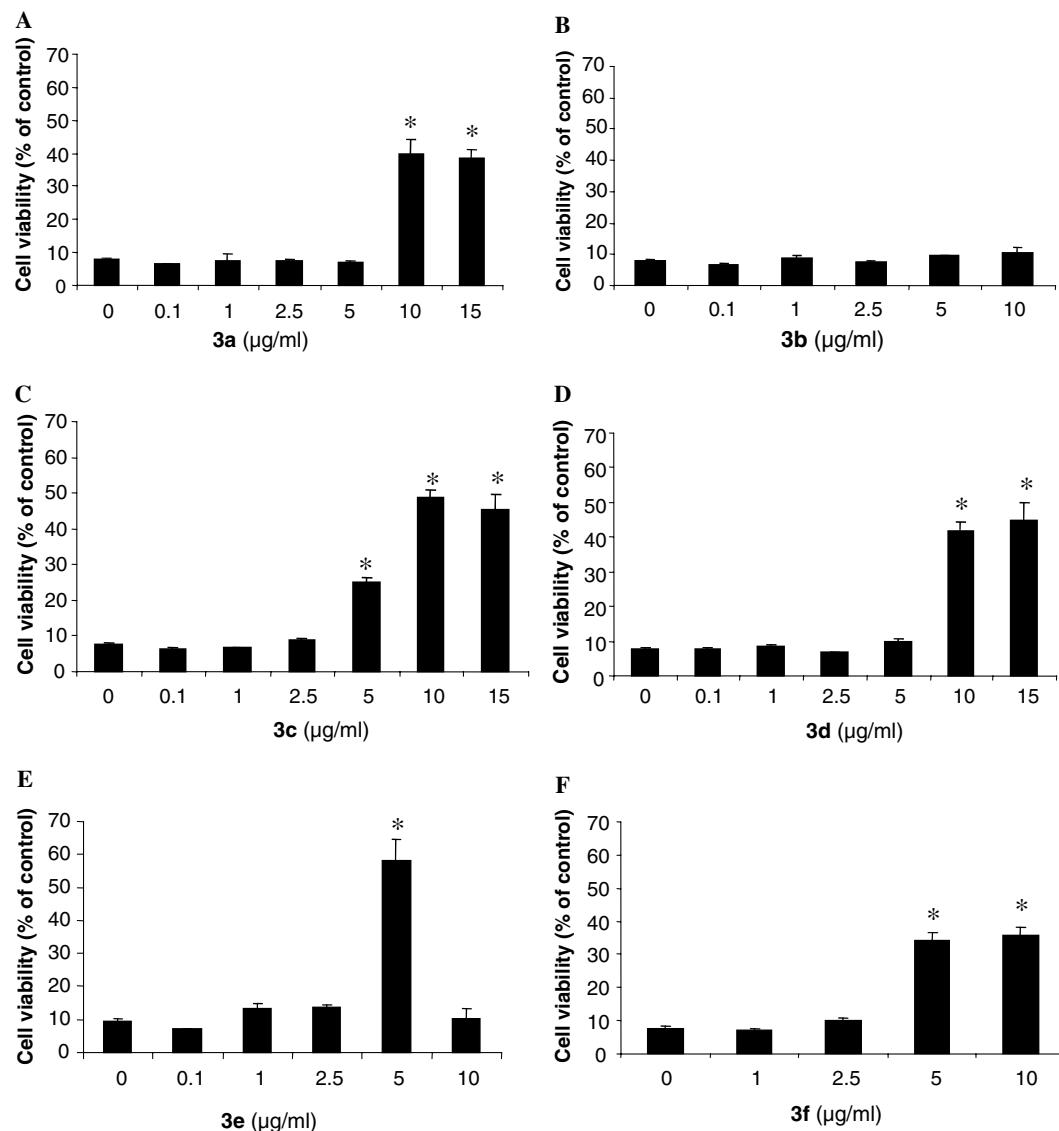 A
Cell viability (% of control)
70
60
50
40
30
20
10
0
* *
0 0.1 1 2.5 5 10 15
3a (µg/ml)
B
Cell viability (% of control)
70
60
50
40
30
20
10
0
0 0.1 1 2.5 5 10
3b (µg/ml)
C
Cell viability (% of control)
70
60
50
40
30
20
10
0
* * *
0 0.1 1 2.5 5 10 15
3c (µg/ml)
D
Cell viability (% of control)
70
60
50
40
30
20
10
0
* *
0 0.1 1 2.5 5 10 15
3d (µg/ml)
E
Cell viability (% of control)
70
60
50
40
30
20
10
0
*
0 0.1 1 2.5 5 10
3e (µg/ml)
F
Cell viability (% of control)
70
60
50
40
30
20
10
0
* *
0 1 2.5 5 10
3f (µg/ml)